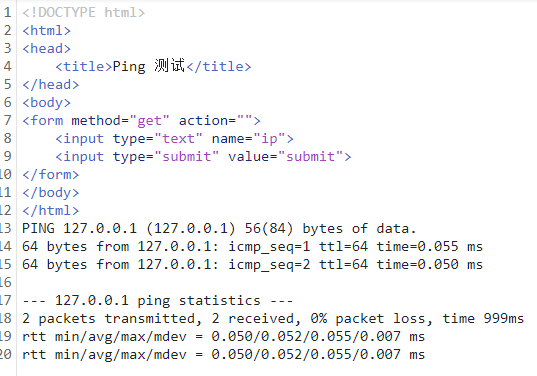 1 <!DOCTYPE html>
2 <html>
3 <head>
4     <title>Ping 测试</title>
5 </head>
6 <body>
7 <form method="get" action="">
8     <input type="text" name="ip">
9     <input type="submit" value="submit">
10 </form>
11 </body>
12 </html>
13 PING 127.0.0.1 (127.0.0.1) 56(84) bytes of data.
14 64 bytes from 127.0.0.1: icmp_seq=1 ttl=64 time=0.055 ms
15 64 bytes from 127.0.0.1: icmp_seq=2 ttl=64 time=0.050 ms
16
17 --- 127.0.0.1 ping statistics ---
18 2 packets transmitted, 2 received, 0% packet loss, time 999ms
19 rtt min/avg/max/mdev = 0.050/0.052/0.055/0.007 ms
20 rtt min/avg/max/mdev = 0.050/0.052/0.055/0.007 ms